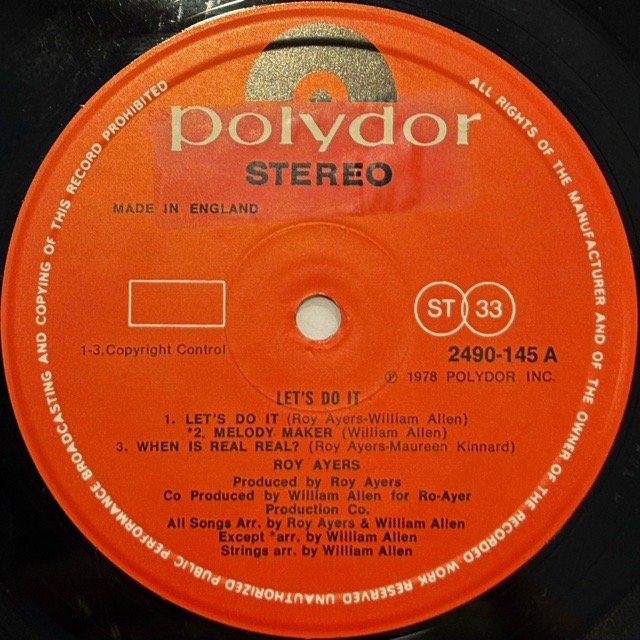 polydor
STEREO
MADE IN ENGLAND
ST 33
1-3.Copyright Control
2490-145 A
℗ 1978 POLYDOR INC.
LET'S DO IT
1. LET'S DO IT (Roy Ayers-William Allen)
*2. MELODY MAKER (William Allen)
3. WHEN IS REAL REAL? (Roy Ayers-Maureen Kinnard)
ROY AYERS
Produced by Roy Ayers
Co Produced by William Allen for Ro-Ayer
Production Co.
All Songs Arr. by Roy Ayers & William Allen
Except *arr. by William Allen
Strings arr. by William Allen
ALL RIGHTS OF THE MANUFACTURER AND OF THE OWNER OF THE RECORDED WORK RESERVED UNAUTHORIZED PUBLIC PERFORMANCE BROADCASTING AND COPYING OF THIS RECORD PROHIBITED